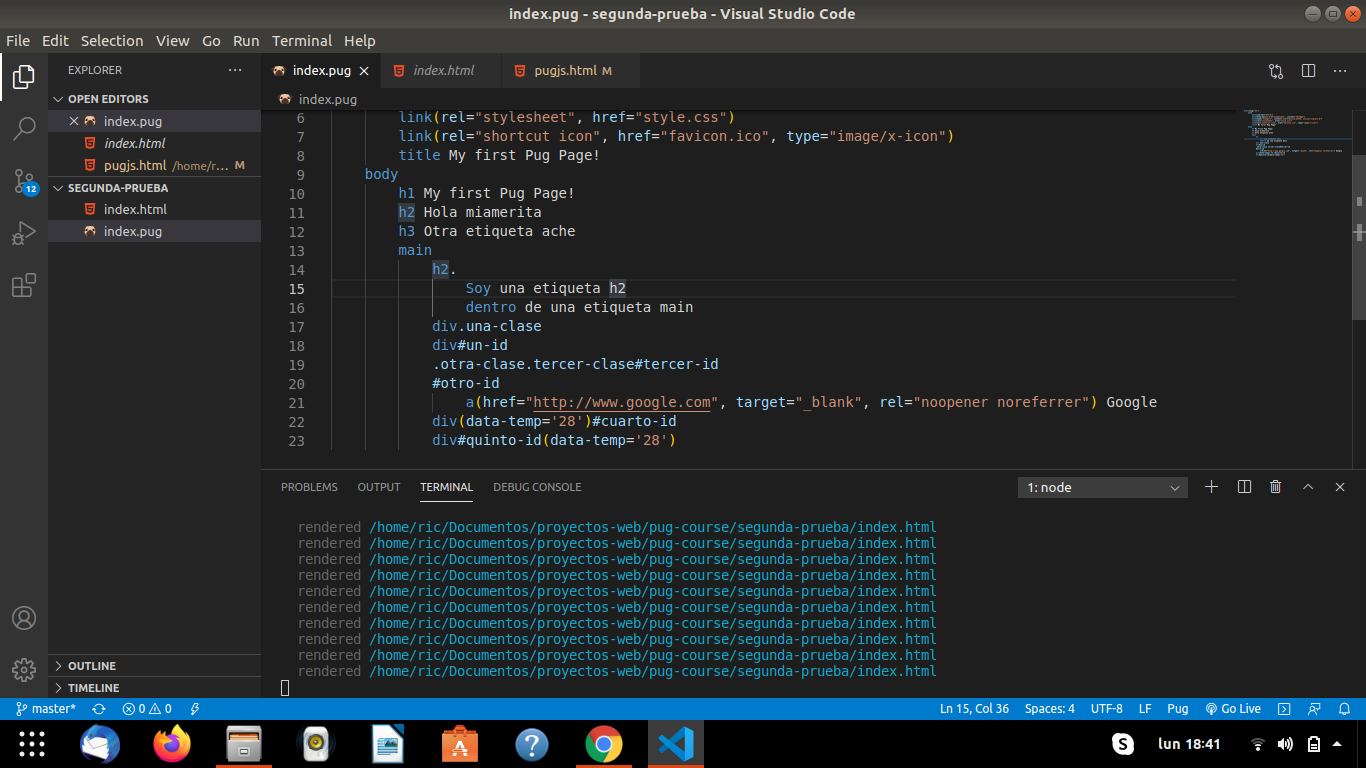 index.pug - segunda-prueba - Visual Studio Code
File Edit Selection View Go Run Terminal Help
EXPLORER
OPEN EDITORS
index.pug
index.html
pugjs.html /home/r... M
SEGUNDA-PRUEBA
index.html
index.pug
OUTLINE
TIMELINE
12
index.pug index.html pugjs.html M
index.pug
6 link(rel="stylesheet", href="style.css")
7 link(rel="shortcut icon", href="favicon.ico", type="image/x-icon")
8 title My first Pug Page!
9 body
10 h1 My first Pug Page!
11 h2 Hola miamerita
12 h3 Otra etiqueta ache
13 main
14 h2.
15 Soy una etiqueta h2
16 dentro de una etiqueta main
17 div.una-clase
18 div#un-id
19 .otra-clase.tercer-clase#tercer-id
20 #otro-id
21 a(href="http://www.google.com", target="_blank", rel="noopener noreferrer") Google
22 div(data-temp='28')#cuarto-id
23 div#quinto-id(data-temp='28')
PROBLEMS OUTPUT TERMINAL DEBUG CONSOLE 1: node
rendered /home/ric/Documentos/proyectos-web/pug-course/segunda-prueba/index.html
rendered /home/ric/Documentos/proyectos-web/pug-course/segunda-prueba/index.html
rendered /home/ric/Documentos/proyectos-web/pug-course/segunda-prueba/index.html
rendered /home/ric/Documentos/proyectos-web/pug-course/segunda-prueba/index.html
rendered /home/ric/Documentos/proyectos-web/pug-course/segunda-prueba/index.html
rendered /home/ric/Documentos/proyectos-web/pug-course/segunda-prueba/index.html
rendered /home/ric/Documentos/proyectos-web/pug-course/segunda-prueba/index.html
rendered /home/ric/Documentos/proyectos-web/pug-course/segunda-prueba/index.html
rendered /home/ric/Documentos/proyectos-web/pug-course/segunda-prueba/index.html
rendered /home/ric/Documentos/proyectos-web/pug-course/segunda-prueba/index.html
master* 0 0 Ln 15, Col 36 Spaces: 4 UTF-8 LF Pug Go Live
lun 18:41